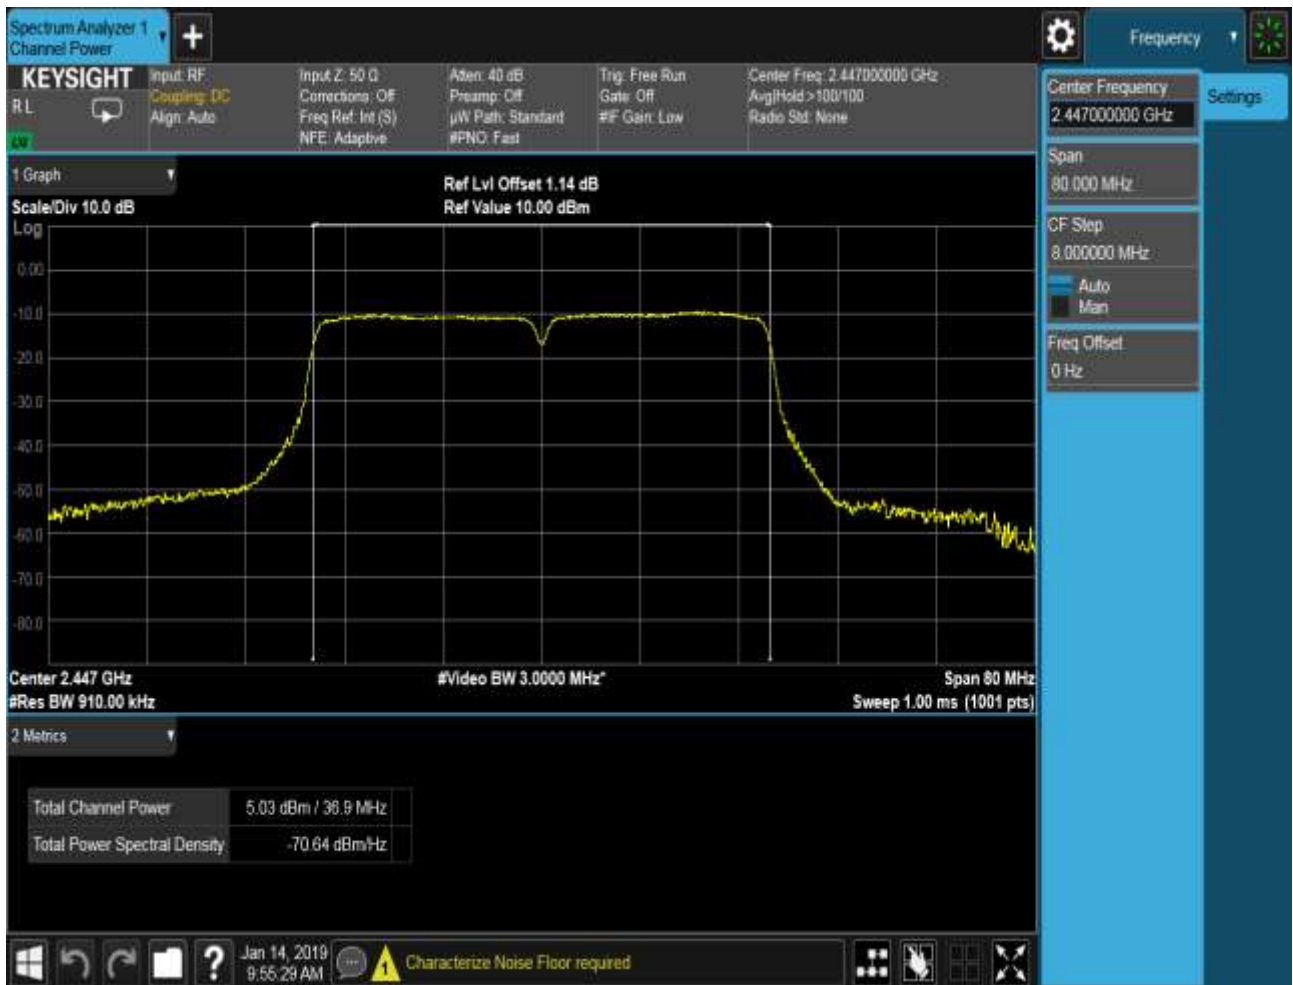 Spectrum Analyzer 1
Channel Power
Frequency
KEYSIGHT
R L
Input: RF
Coupling: DC
Align: Auto
Input Z: 50 Ω
Corrections: Off
Freq Ref: Int (S)
NFE: Adaptive
Atten: 40 dB
Preamp: Off
µW Path: Standard
#PNO: Fast
Trig: Free Run
Gate: Off
#IF Gain: Low
Center Freq: 2.447000000 GHz
Avg|Hold:>100/100
Radio Std: None
Center Frequency
2.447000000 GHz
Settings
Span
80.000 MHz
CF Step
8.000000 MHz
Auto
Man
Freq Offset
0 Hz
1 Graph
Scale/Div 10.0 dB
Ref Lvl Offset 1.14 dB
Ref Value 10.00 dBm
Log
0.00
-10.0
-20.0
-30.0
-40.0
-50.0
-60.0
-70.0
-80.0
Center 2.447 GHz
#Video BW 3.0000 MHz*
Span 80 MHz
#Res BW 910.00 kHz
Sweep 1.00 ms (1001 pts)
2 Metrics
Total Channel Power 5.03 dBm / 36.9 MHz
Total Power Spectral Density -70.64 dBm/Hz
?
Jan 14, 2019
9:55:29 AM
1
Characterize Noise Floor required